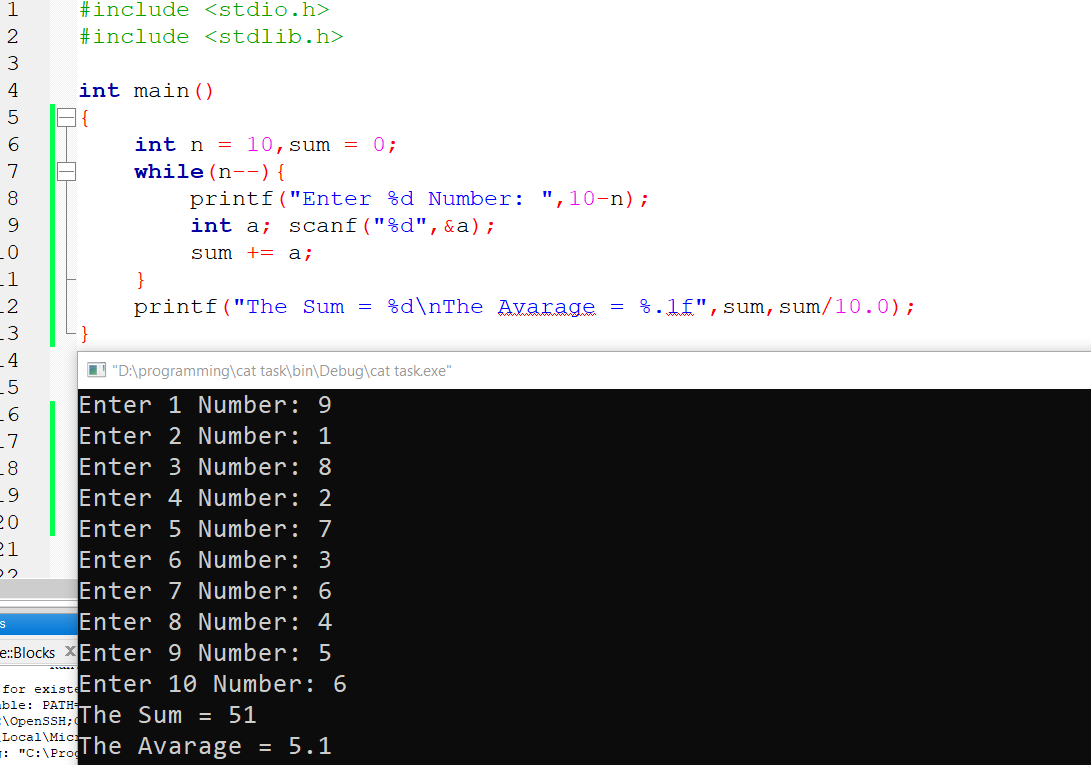 1 #include <stdio.h>
2 #include <stdlib.h>
3
4 int main()
5 {
6 int n = 10,sum = 0;
7 while(n--){
8 printf("Enter %d Number: ",10-n);
9 int a; scanf("%d",&a);
10 sum += a;
11 }
12 printf("The Sum = %d\nThe Avarage = %.1f",sum,sum/10.0);
13 }
14
15
16
17
18
19
20
21
22
"D:\programming\cat task\bin\Debug\cat task.exe"
Enter 1 Number: 9
Enter 2 Number: 1
Enter 3 Number: 8
Enter 4 Number: 2
Enter 5 Number: 7
Enter 6 Number: 3
Enter 7 Number: 6
Enter 8 Number: 4
Enter 9 Number: 5
Enter 10 Number: 6
The Sum = 51
The Avarage = 5.1
s
e::Blocks X
for existe
able: PATH=
:\OpenSSH;
\Local\Micr
g: "C:\Prog